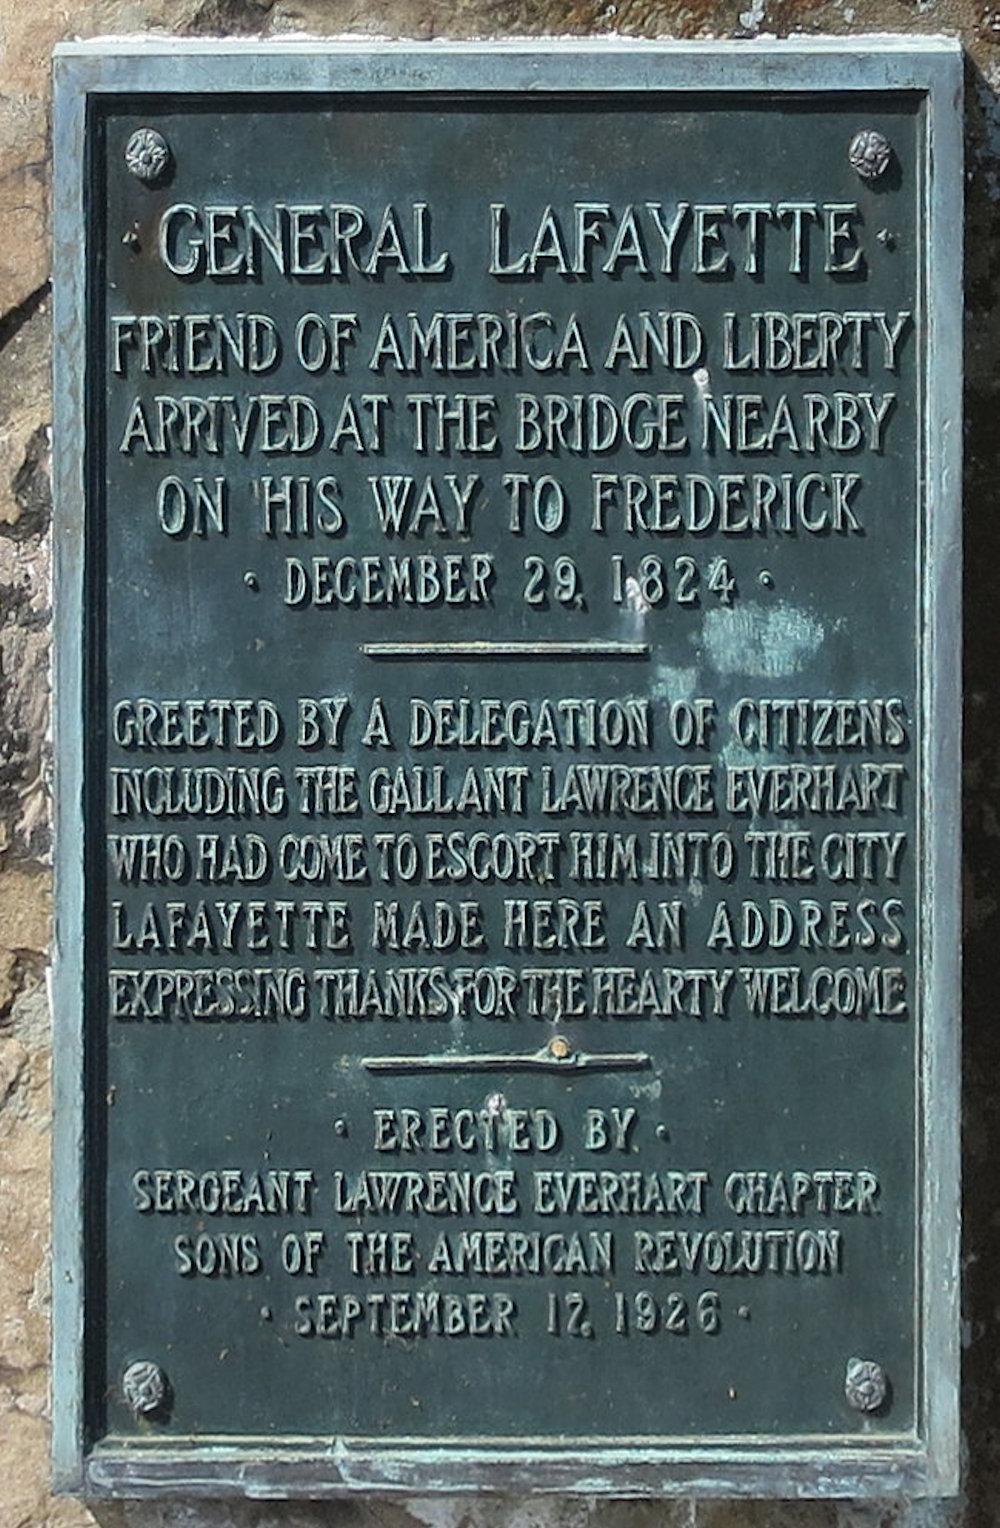 · GENERAL LAFAYETTE ·
FRIEND OF AMERICA AND LIBERTY
ARRIVED AT THE BRIDGE NEARBY
ON HIS WAY TO FREDERICK
· DECEMBER 29, 1824 ·
GREETED BY A DELEGATION OF CITIZENS
INCLUDING THE GALLANT LAWRENCE EVERHART
WHO HAD COME TO ESCORT HIM INTO THE CITY
LAFAYETTE MADE HERE AN ADDRESS
EXPRESSING THANKS FOR THE HEARTY WELCOME
· ERECTED BY ·
SERGEANT LAWRENCE EVERHART CHAPTER
SONS OF THE AMERICAN REVOLUTION
· SEPTEMBER 17, 1926 ·